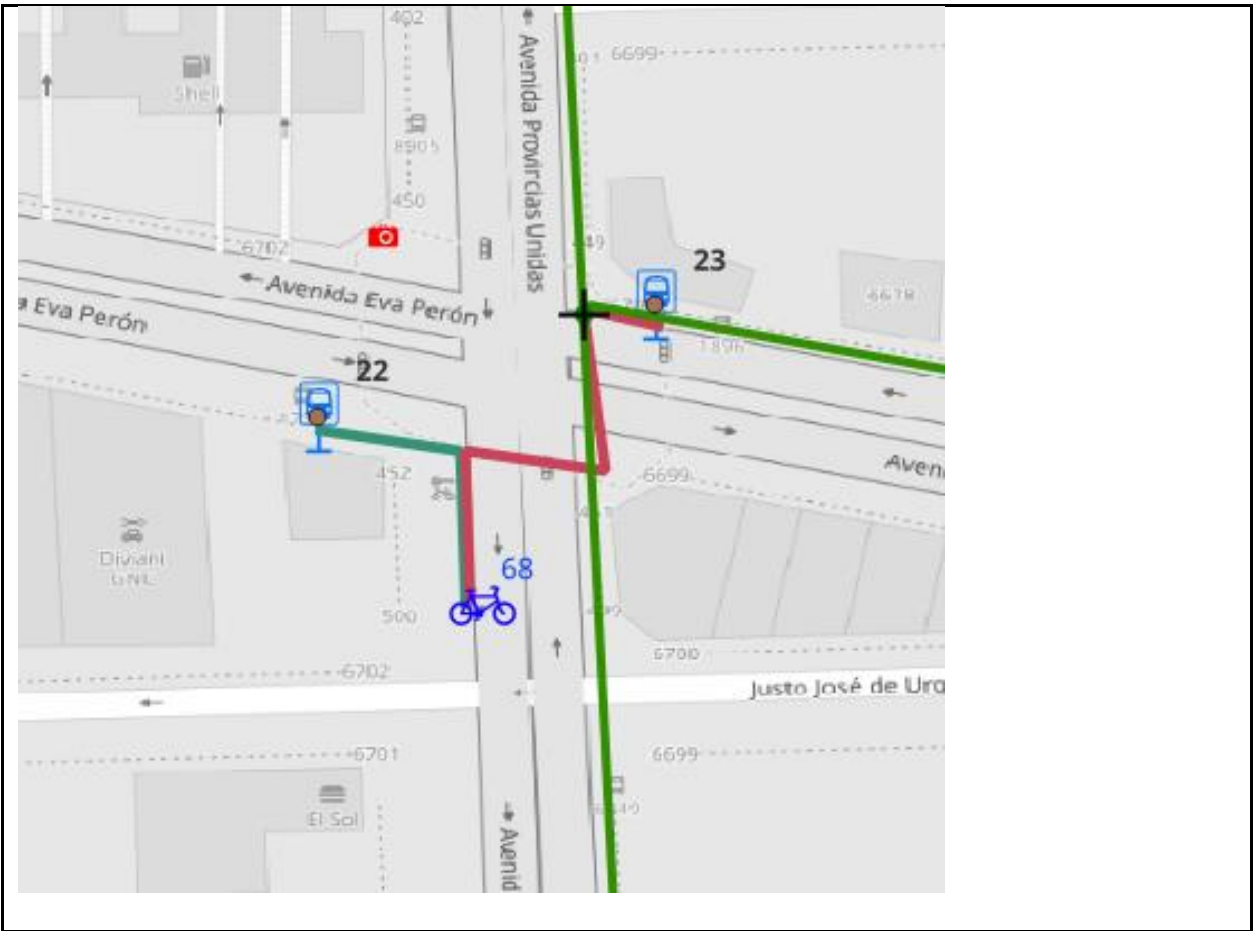 402
Avenida Provincias Unidas
6699
Shell
8905
450
6702
449
23
Avenida Eva Perón
a Eva Perón
6678
1896
22
Aven
452
6699
Diviani
GNC
68
500
6700
6702
Justo José de Urq
6701
6699
El Sol
Avenid